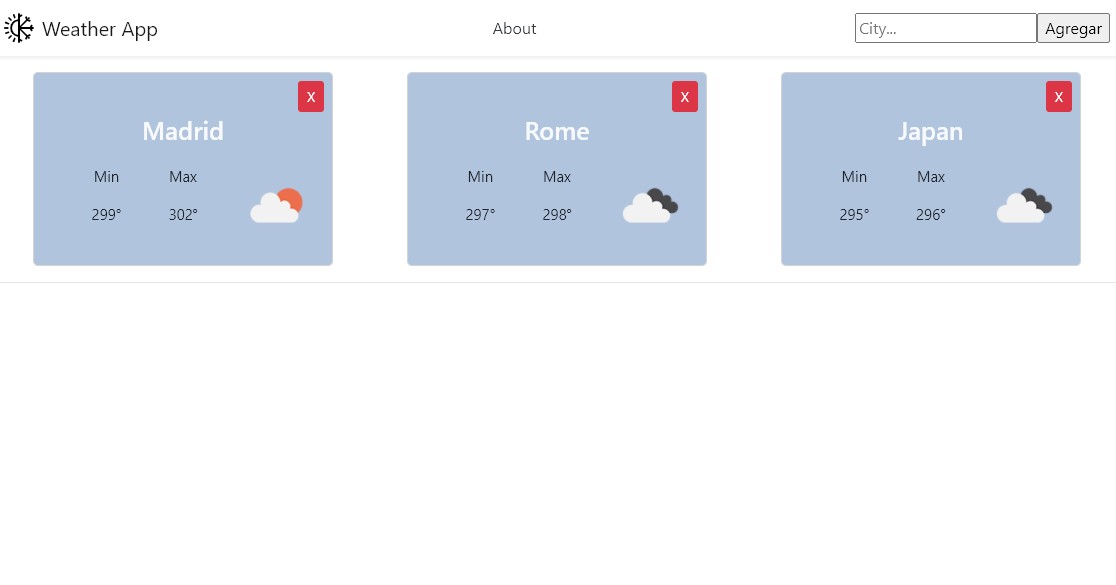 Weather App
About
City...
Agregar
X
Madrid
Min Max
299° 302°
X
Rome
Min Max
297° 298°
X
Japan
Min Max
295° 296°